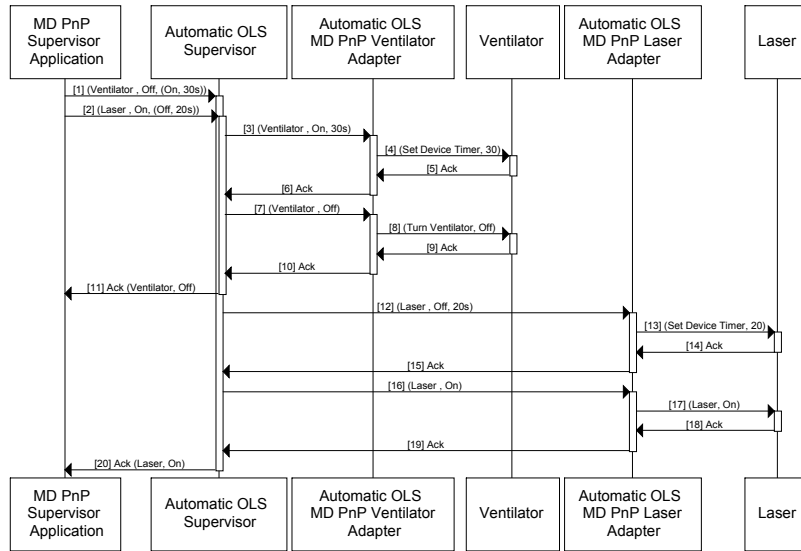 MD PnP
Supervisor
Application
Automatic OLS
Supervisor
Automatic OLS
MD PnP Ventilator
Adapter
Ventilator
Automatic OLS
MD PnP Laser
Adapter
Laser
[1] (Ventilator , Off, (On, 30s))
[2] (Laser , On, (Off, 20s))
[3] (Ventilator , On, 30s)
[4] (Set Device Timer, 30)
[5] Ack
[6] Ack
[7] (Ventilator , Off)
[8] (Turn Ventilator, Off)
[9] Ack
[10] Ack
[11] Ack (Ventilator, Off)
[12] (Laser , Off, 20s)
[13] (Set Device Timer, 20)
[14] Ack
[15] Ack
[16] (Laser , On)
[17] (Laser, On)
[18] Ack
[19] Ack
[20] Ack (Laser, On)
MD PnP
Supervisor
Application
Automatic OLS
Supervisor
Automatic OLS
MD PnP Ventilator
Adapter
Ventilator
Automatic OLS
MD PnP Laser
Adapter
Laser